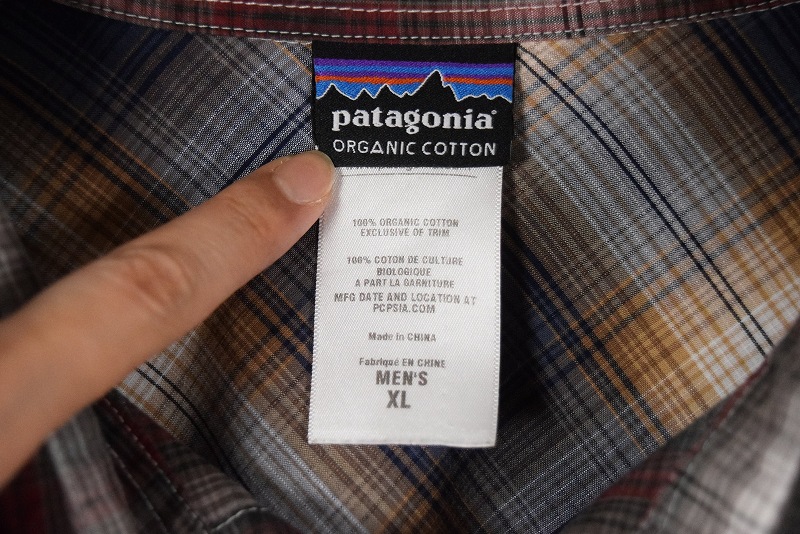 patagonia®
ORGANIC COTTON
100% ORGANIC COTTON
EXCLUSIVE OF TRIM
100% COTON DE CULTURE
BIOLOGIQUE
A PART LA GARNITURE
MFG DATE AND LOCATION AT
PCPSIA.COM
Made in CHINA
Fabriqué EN CHINE
MEN'S
XL